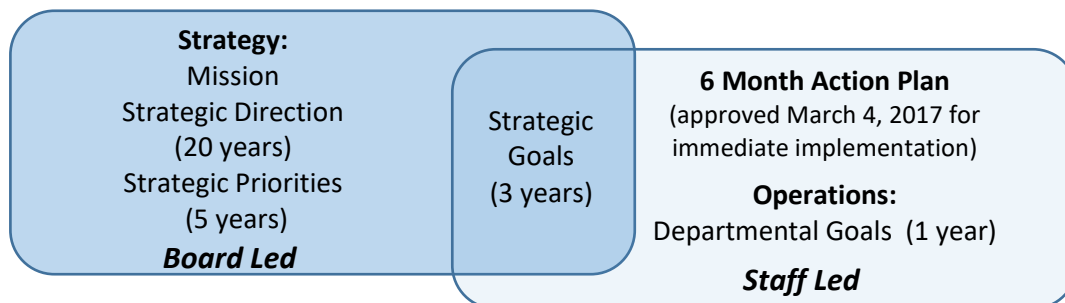 Strategy:
Mission
Strategic Direction
(20 years)
Strategic Priorities
(5 years)
Board Led
Strategic
Goals
(3 years)
6 Month Action Plan
(approved March 4, 2017 for
immediate implementation)
Operations:
Departmental Goals (1 year)
Staff Led